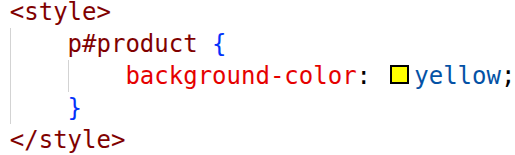 <style>
p#product {
background-color: yellow;
}
</style>